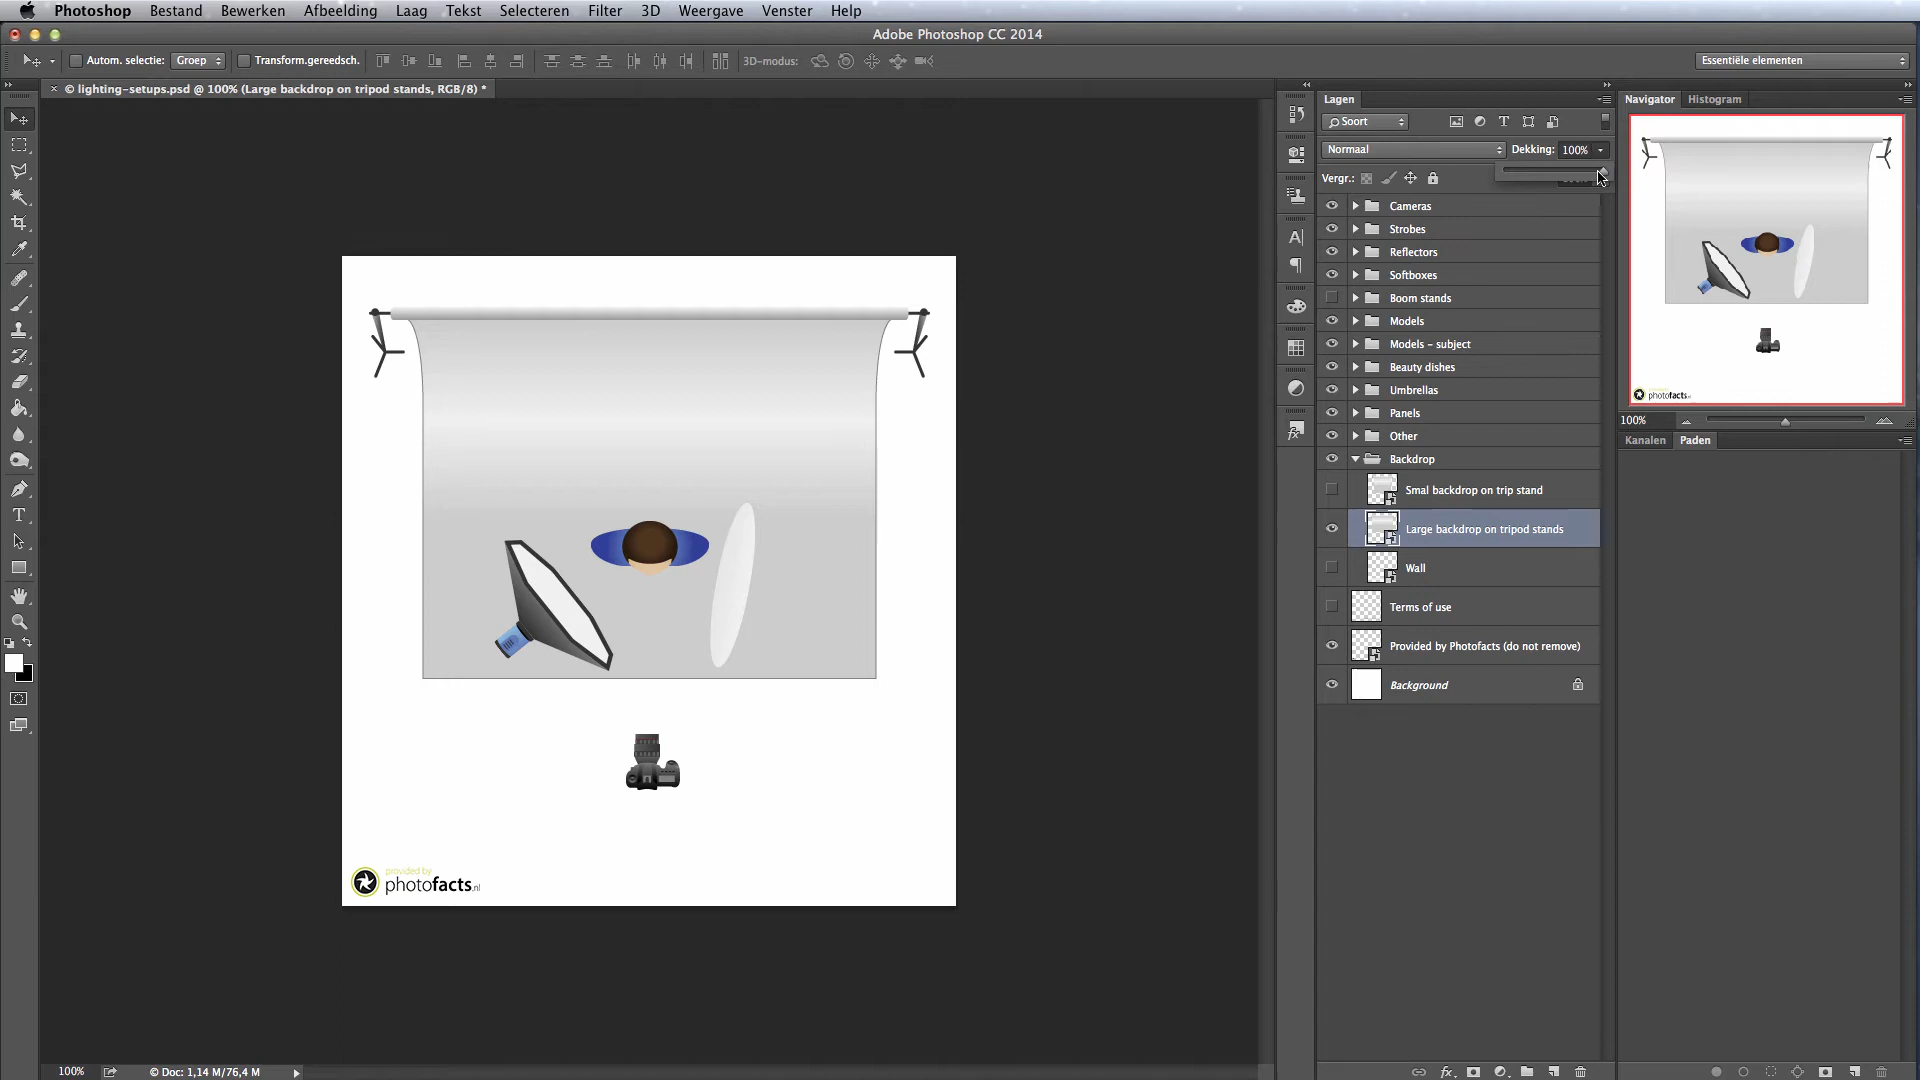 Photoshop Bestand Bewerken Afbeelding Laag Tekst Selecteren Filter 3D Weergave Venster Help
Adobe Photoshop CC 2014
Autom. selectie: Groep Transform.gereedsch. 3D-modus: Essentiële elementen
× © lighting-setups.psd @ 100% (Large backdrop on tripod stands, RGB/8) *
Lagen
Navigator Histogram
Soort
Normaal Dekking: 100%
Vergr.:
Cameras
Strobes
Reflectors
Softboxes
Boom stands
Models
Models - subject
Beauty dishes
Umbrellas
Panels
Other
Backdrop
Smal backdrop on trip stand
Large backdrop on tripod stands
Wall
Terms of use
Provided by Photofacts (do not remove)
Background
photofacts
100%
Kanalen Paden
provided by
photofacts.nl
100% © Doc: 1,14 M/76,4 M